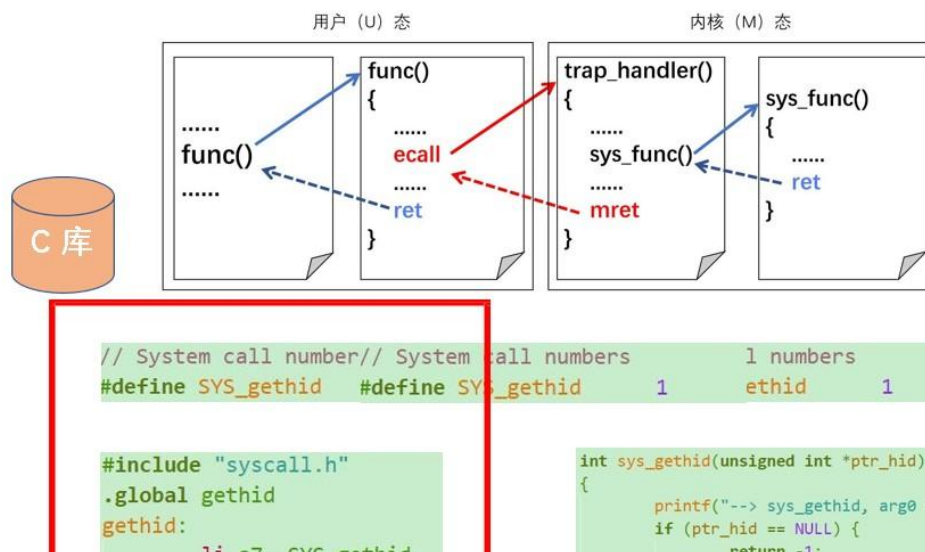 用户（U）态
内核（M）态
......
func()
......
func()
{
......
ecall
......
ret
}
trap_handler()
{
......
sys_func()
......
mret
}
sys_func()
{
......
ret
}
C 库
// System call number// System call numbers l numbers
#define SYS_gethid #define SYS_gethid 1 ethid 1
#include "syscall.h"
.global gethid
gethid:
int sys_gethid(unsigned int *ptr_hid)
{
printf("--> sys_gethid, arg0
if (ptr_hid == NULL) {
return -1;